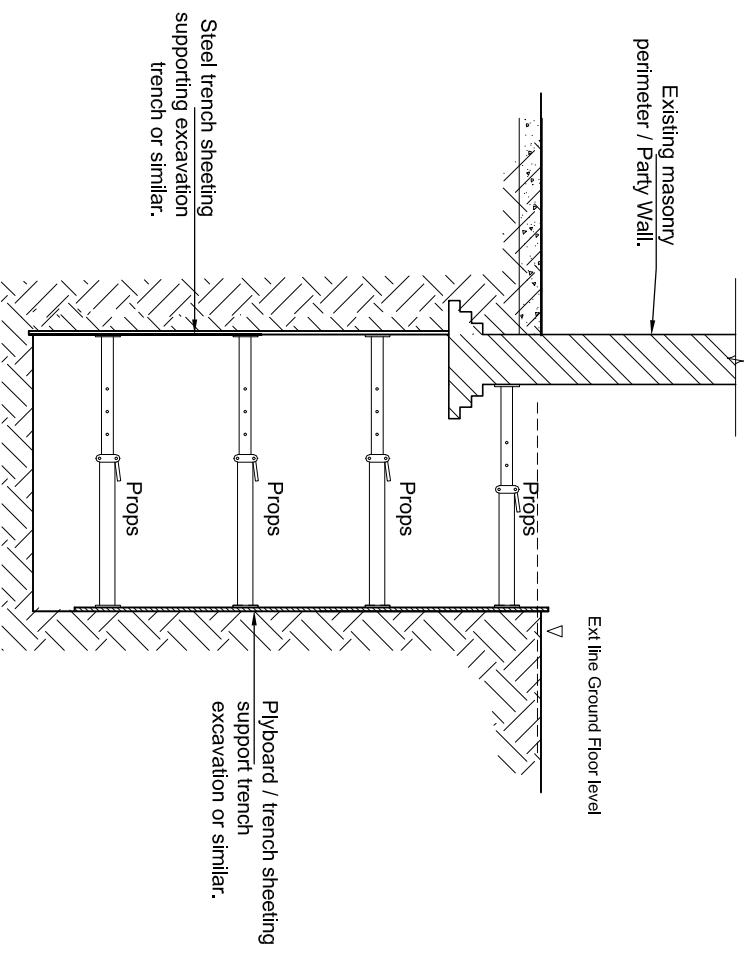 Existing masonry
perimeter / Party Wall.
Ext line Ground Floor level
Props
Props
Props
Props
Steel trench sheeting
supporting excavation
trench or similar.
Plyboard / trench sheeting
support trench
excavation or similar.